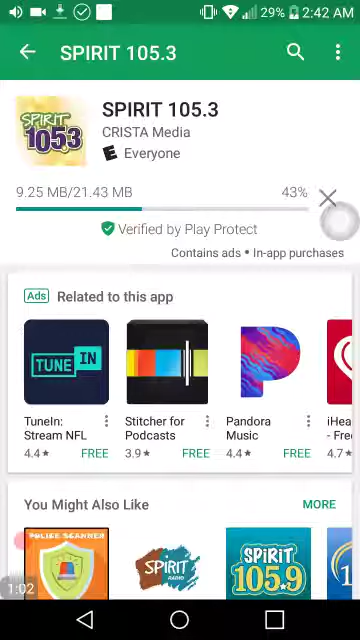 29% 2:42 AM
SPIRIT 105.3
SPIRIT 105.3
SPIRIT 105.3
CRISTA Media
E Everyone
9.25 MB/21.43 MB 43%
Verified by Play Protect
Contains ads • In-app purchases
Ads Related to this app
TUNE IN
TuneIn: Stitcher for Pandora iHea
Stream NFL Podcasts Music - Free
4.4★ FREE 3.9★ FREE 4.4★ FREE 4.7★
You Might Also Like MORE
POLICE SCANNER
SPIRIT RADIO
SPIRIT 105.9
1:02